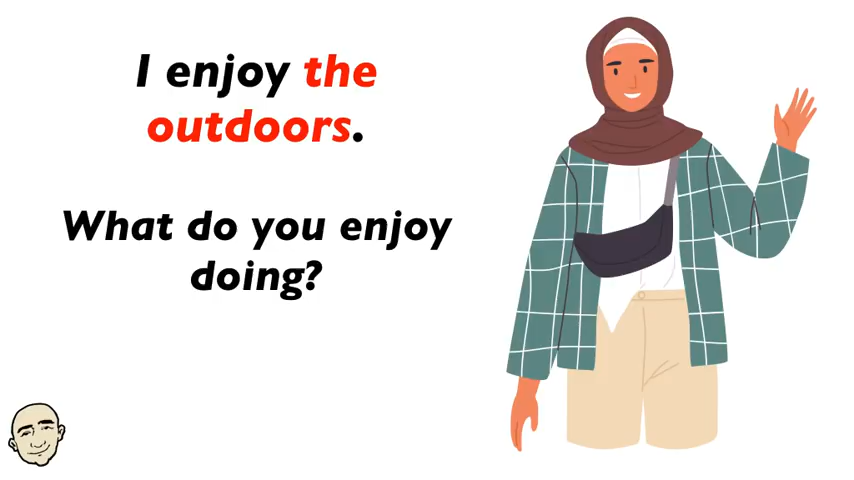 I enjoy the
outdoors.
What do you enjoy
doing?